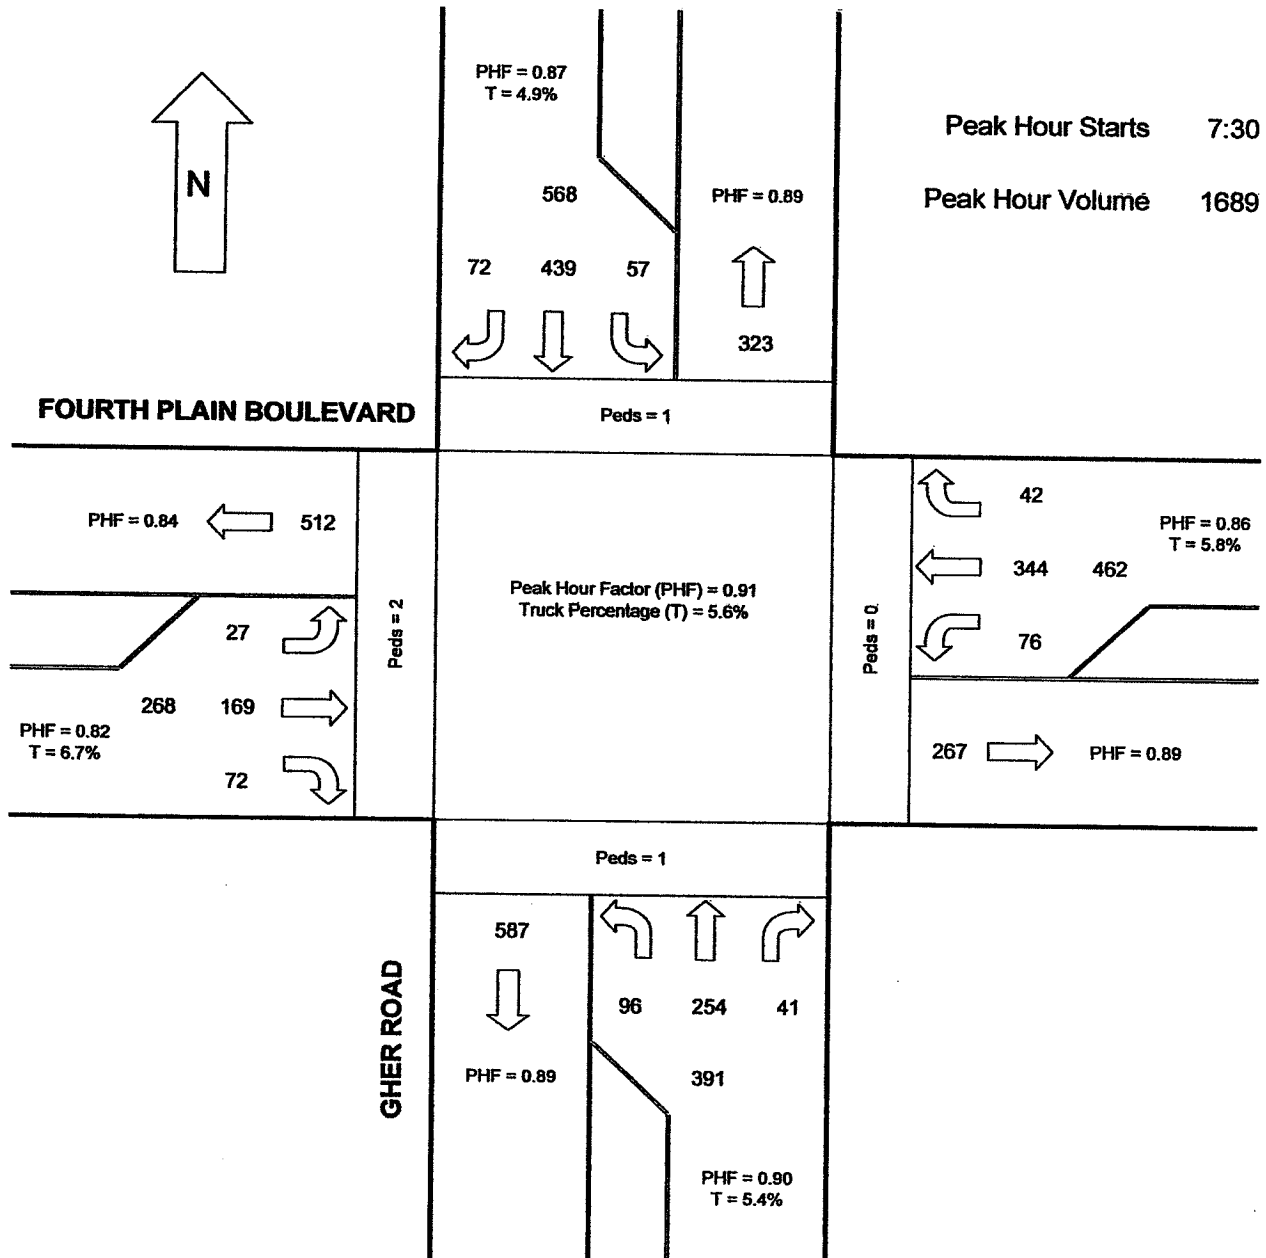 PHF = 0.87
T = 4.9%
Peak Hour Starts 7:30
N
568
PHF = 0.89
Peak Hour Volume 1689
72 439 57
323
FOURTH PLAIN BOULEVARD
Peds = 1
PHF = 0.84 512
42
PHF = 0.86
T = 5.8%
344 462
76
Peak Hour Factor (PHF) = 0.91
Truck Percentage (T) = 5.6%
Peds = 2
Peds = 0
27
268 169
PHF = 0.82
T = 6.7%
72
267 PHF = 0.89
Peds = 1
587
96 254 41
GHER ROAD
PHF = 0.89
391
PHF = 0.90
T = 5.4%